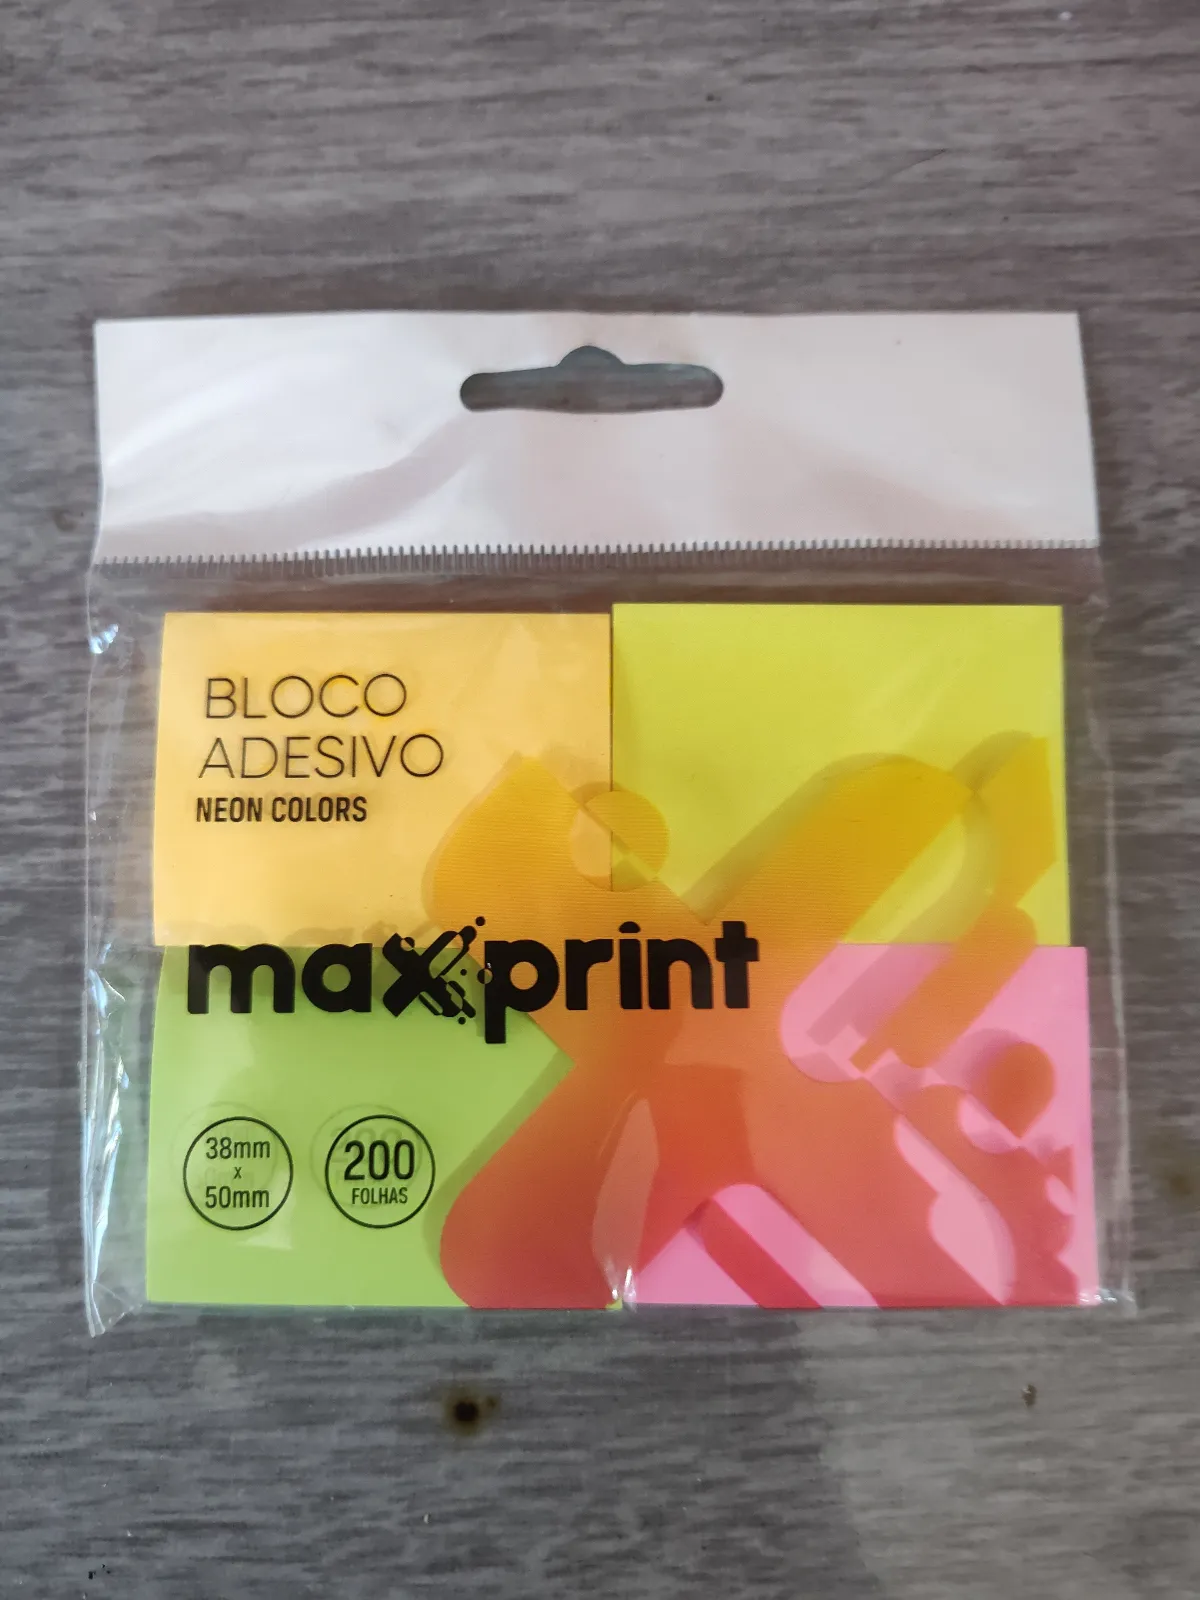 BLOCO
ADESIVO
NEON COLORS
maxprint
38mm
x
50mm
200
FOLHAS